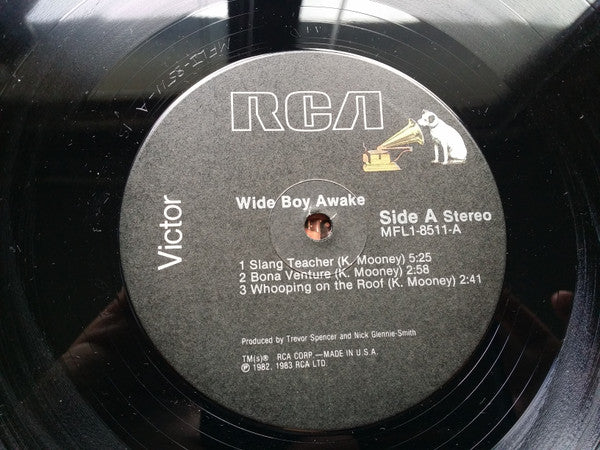 MFL1-8511-A
RCA
Victor
Wide Boy Awake
Side A Stereo
MFL1-8511-A
1 Slang Teacher (K. Mooney) 5:25
2 Bona Venture (K. Mooney) 2:58
3 Whooping on the Roof (K. Mooney) 2:41
Produced by Trevor Spencer and Nick Glennie-Smith
TM(s)® RCA CORP.—MADE IN U.S.A.
℗ 1982, 1983 RCA LTD.